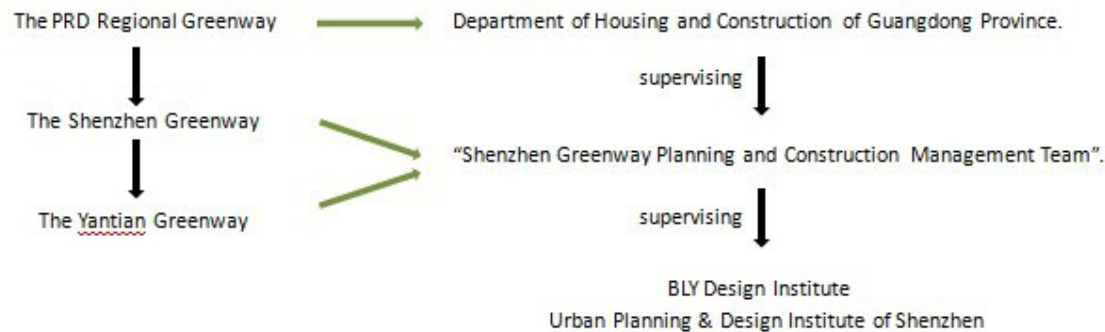 The PRD Regional Greenway
Department of Housing and Construction of Guangdong Province.
supervising
The Shenzhen Greenway
“Shenzhen Greenway Planning and Construction Management Team”.
The Yantian Greenway
supervising
BLY Design Institute
Urban Planning & Design Institute of Shenzhen